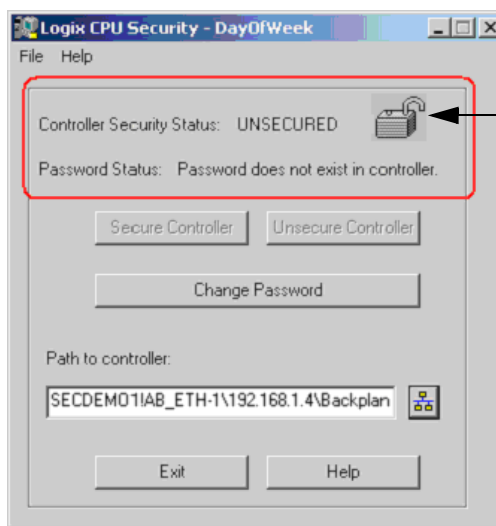 Logix CPU Security - DayOfWeek
File Help
Controller Security Status: UNSECURED
Password Status: Password does not exist in controller.
Secure Controller Unsecure Controller
Change Password
Path to controller:
SECDEMO1!AB_ETH-1\192.168.1.4\Backplan
Exit Help